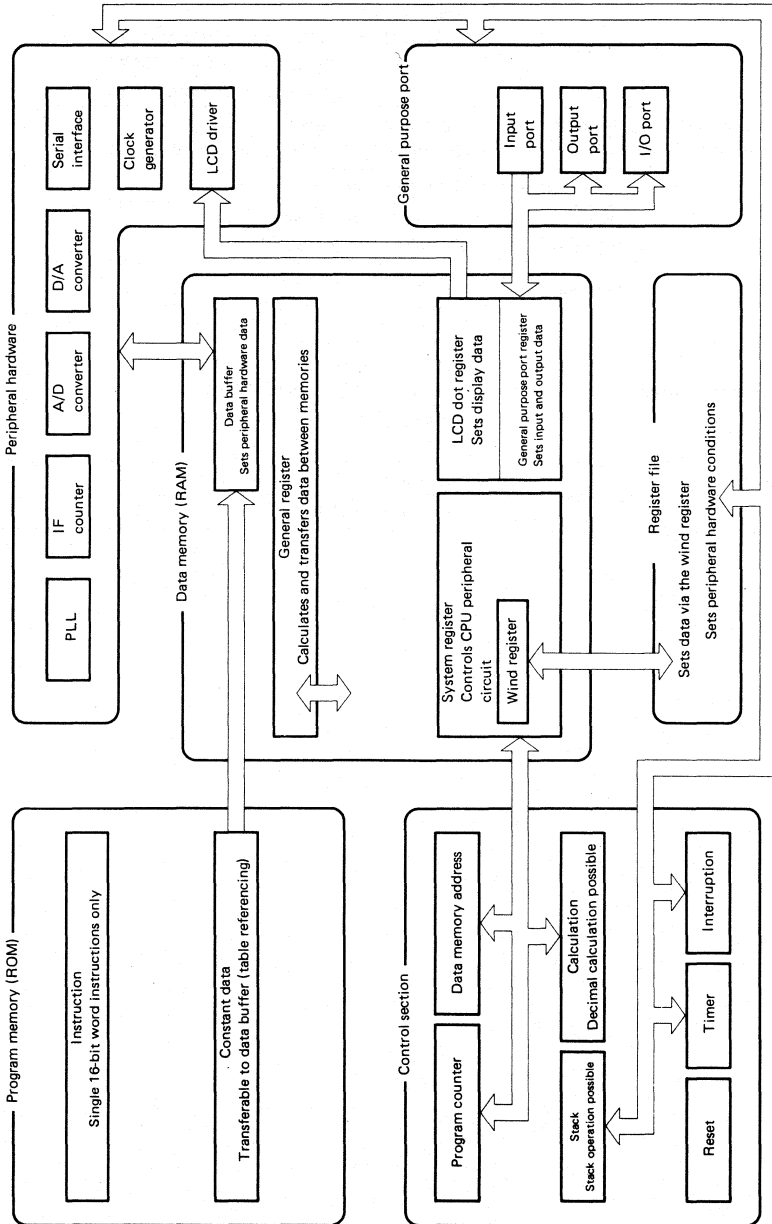 Program memory (ROM)
Instruction
Single 16-bit word instructions only
Constant data
Transferable to data buffer (table referencing)
Peripheral hardware
PLL
IF
counter
A/D
converter
D/A
converter
Serial
interface
Clock
generator
LCD driver
Data memory (RAM)
Data buffer
Sets peripheral hardware data
General register
Calculates and transfers data between memories
System register
Controls CPU peripheral
circuit
Wind register
LCD dot register
Sets display data
General purpose port register
Sets input and output data
General purpose port
Input
port
Output
port
I/O port
Control section
Program counter
Data memory address
Stack
Stack operation possible
Calculation
Decimal calculation possible
Reset
Timer
Interruption
Register file
Sets data via the wind register
Sets peripheral hardware conditions